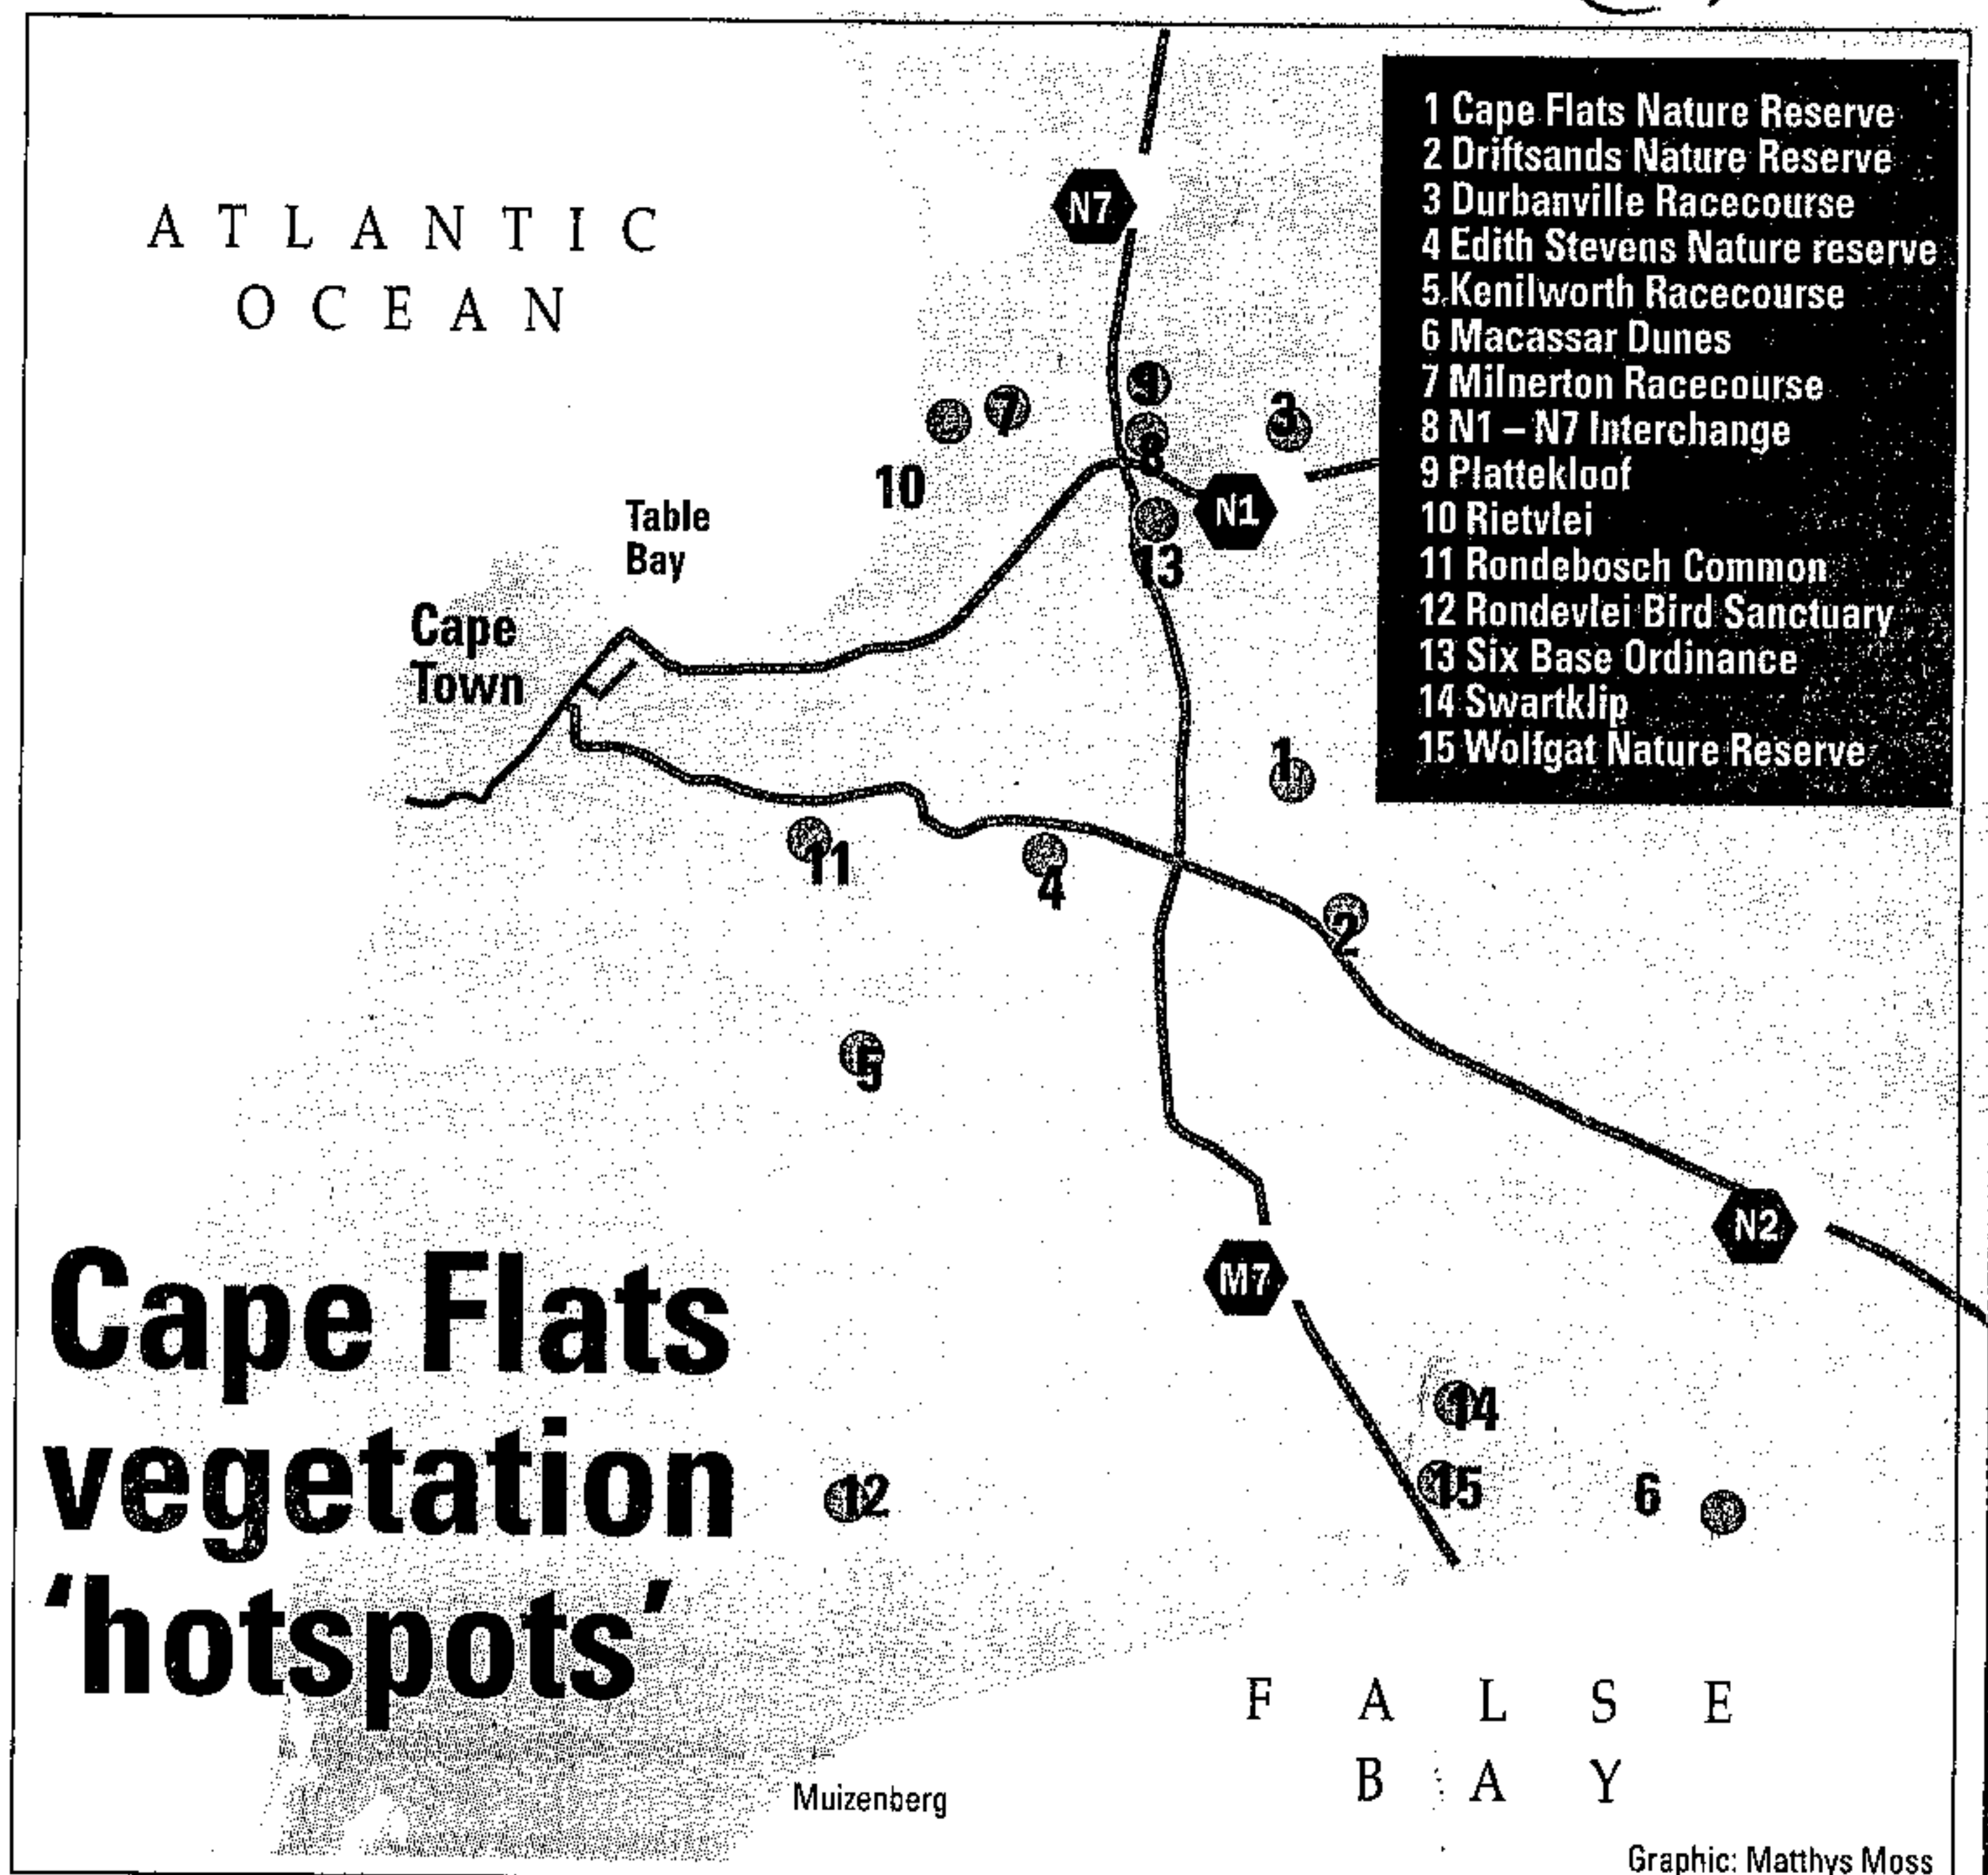 ATLANTIC
OCEAN
N7
1 Cape Flats Nature Reserve
2 Driftsands Nature Reserve
3 Durbanville Racecourse
4 Edith Stevens Nature reserve
5 Kenilworth Racecourse
6 Macassar Dunes
7 Milnerton Racecourse
8 N1 – N7 Interchange
9 Plattekloof
10 Rietvlei
11 Rondebosch Common
12 Rondevlei Bird Sanctuary
13 Six Base Ordinance
14 Swartklip
15 Wolfgat Nature Reserve
9
7
3
8
10
N1
Table
Bay
13
Cape
Town
1
11
4
2
5
N2
M7
Cape Flats
vegetation
‘hotspots’
14
15
12
6
FALSE
BAY
Muizenberg
Graphic: Matthys Moss